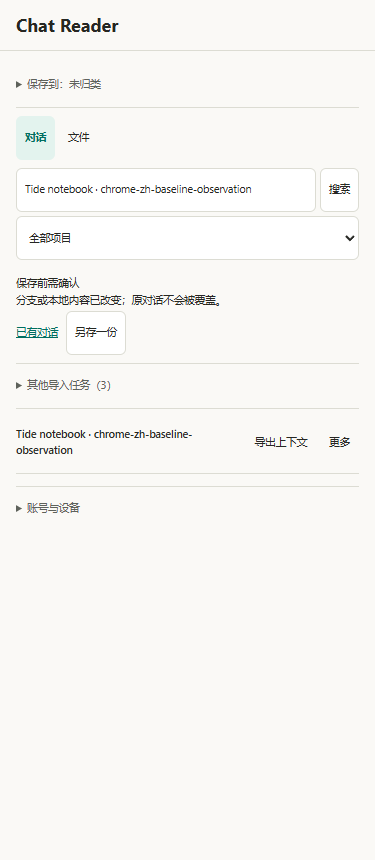 Chat Reader
▶ 保存到：未归类
对话 文件
Tide notebook · chrome-zh-baseline-observation 搜索
全部项目
保存前需确认
分支或本地内容已改变；原对话不会被覆盖。
已有对话 另存一份
▶ 其他导入任务（3）
Tide notebook · chrome-zh-baseline-
observation
导出上下文 更多
▶ 账号与设备